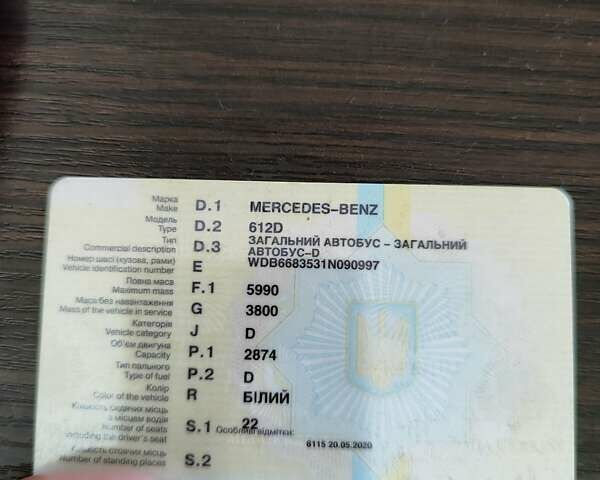 Марка
Make D.1 MERCEDES-BENZ
Модель
Type D.2 612D
Тип
Commercial description D.3 ЗАГАЛЬНИЙ АВТОБУС - ЗАГАЛЬНИЙ
АВТОБУС-D
Номер шасі (кузова, рами)
Vehicle identification number E WDB6683531N090997
Повна маса
Maximum mass F.1 5990
Маса без навантаження
Mass of the vehicle in service G 3800
Категорія
Vehicle category J D
Об'єм двигуна
Capacity P.1 2874
Тип пального
Type of fuel P.2 D
Колір
Color of the vehicle R БІЛИЙ
Кількість сидячих місць
з місцем водія
Number of seats S.1 22
including the driver's seat Особливі відмітки:
8115 20.05.2020
Кількість стоячих місць
Number of standing places S.2